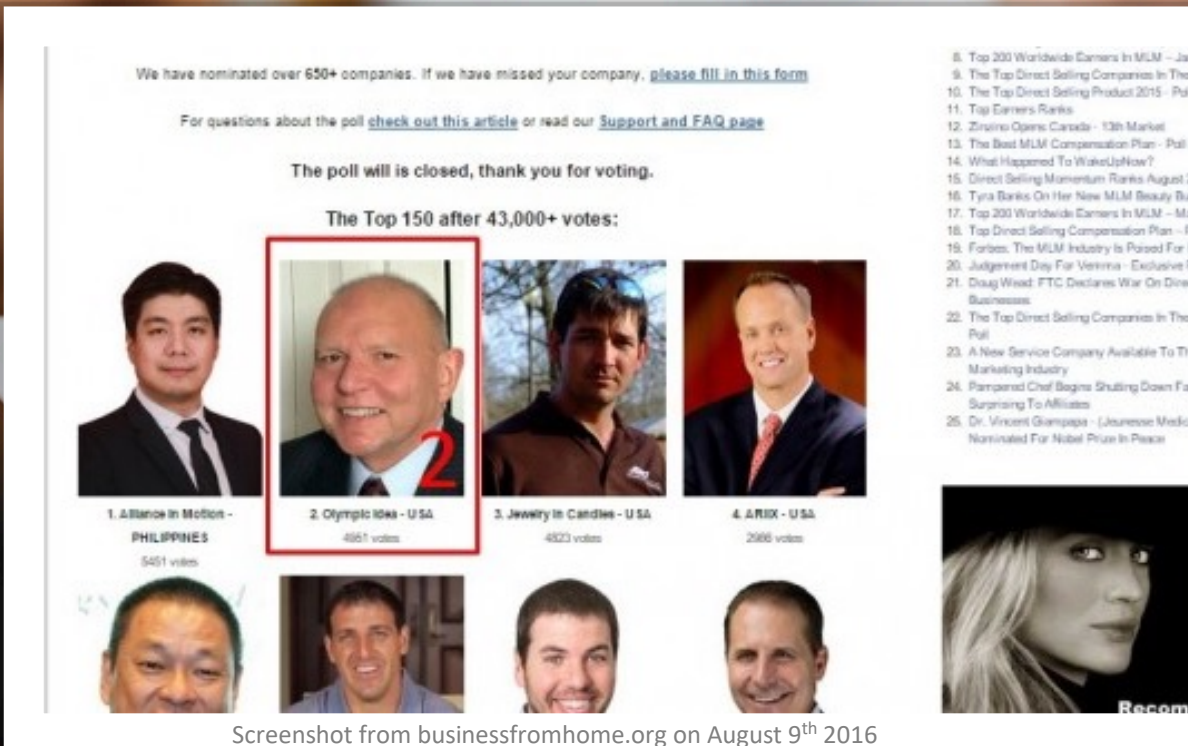 We have nominated over 650+ companies. If we have missed your company, please fill in this form
For questions about the poll check out this article or read our Support and FAQ page
The poll will is closed, thank you for voting.
The Top 150 after 43,000+ votes:
2
1. Alliance In Motion -
PHILIPPINES
5451 votes
2. Olympic Idea - USA
4951 votes
3. Jewelry In Candles - USA
4823 votes
4. ARIIX - USA
2986 votes
8. Top 200 Worldwide Earners In MLM – Ja
9. The Top Direct Selling Companies In The
10. The Top Direct Selling Product 2015 - Pol
11. Top Earners Ranks
12. Zinzino Opens Canada - 13th Market
13. The Best MLM Compensation Plan - Poll
14. What Happened To WakeUpNow?
15. Direct Selling Momentum Ranks August
16. Tyra Banks On Her New MLM Beauty Bu
17. Top 200 Worldwide Earners In MLM – Ma
18. Top Direct Selling Compensation Plan –
19. Forbes: The MLM Industry Is Poised For
20. Judgement Day For Vemma - Exclusive
21. Doug Wead: FTC Declares War On Dire
Businesses
22. The Top Direct Selling Companies In The
Poll
23. A New Service Company Available To Th
Marketing Industry
24. Pampered Chef Begins Shutting Down Fa
Surprising To Affiliates
25. Dr. Vincent Giampapa - (Jeunesse Medic
Nominated For Nobel Prize In Peace
Recom
Screenshot from businessfromhome.org on August 9th 2016